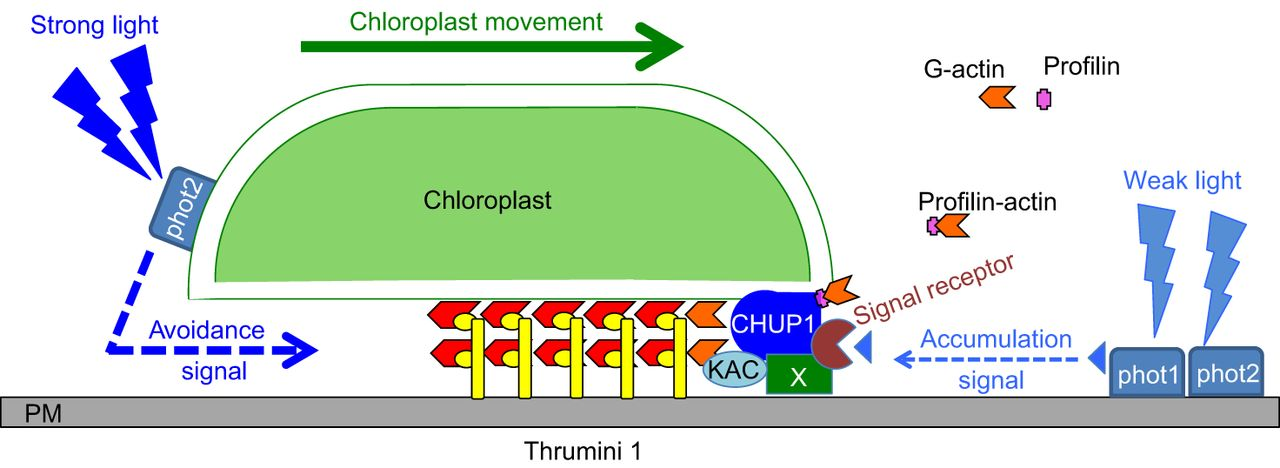 Strong light
Chloroplast movement
G-actin
Profilin
Profilin-actin
Weak light
phot2
Chloroplast
Signal receptor
Avoidance
signal
CHUP1
KAC
X
Accumulation
signal
phot1
phot2
PM
Thrumini 1